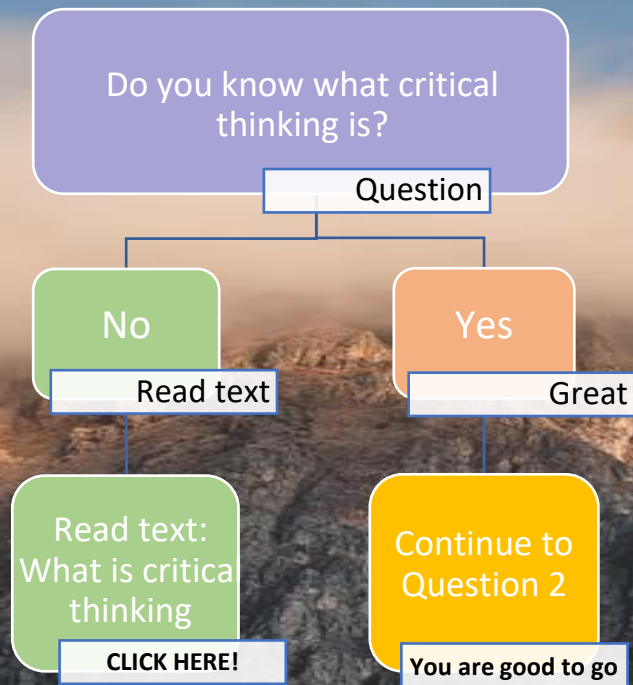 Do you know what critical
thinking is?
Question
No
Yes
Read text
Great
Read text:
What is critical
thinking
CLICK HERE!
Continue to
Question 2
You are good to go